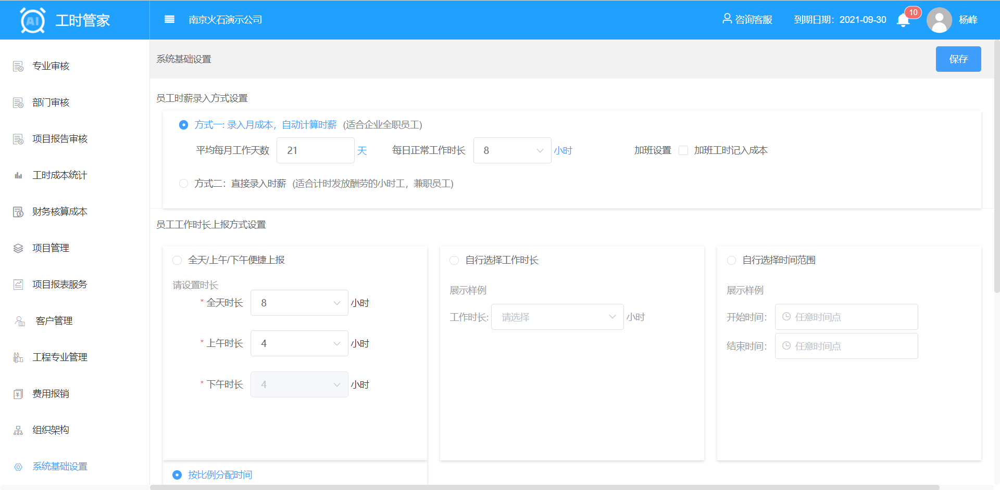 AI 工时管家
南京火石演示公司
咨询客服
到期日期：2021-09-30
10
杨峰
专业审核
部门审核
项目报告审核
工时成本统计
财务核算成本
项目管理
项目报表服务
客户管理
工程专业管理
费用报销
组织架构
系统基础设置
系统基础设置
保存
员工时薪录入方式设置
方式一: 录入月成本，自动计算时薪 (适合企业全职员工)
平均每月工作天数 21 天 每日正常工作时长 8 小时 加班设置 加班工时记入成本
方式二：直接录入时薪 (适合计时发放酬劳的小时工，兼职员工)
员工工作时长上报方式设置
全天/上午/下午便捷上报
请设置时长
* 全天时长 8 小时
* 上午时长 4 小时
* 下午时长 4 小时
自行选择工作时长
展示样例
工作时长: 请选择 小时
自行选择时间范围
展示样例
开始时间： 任意时间点
结束时间： 任意时间点
按比例分配时间